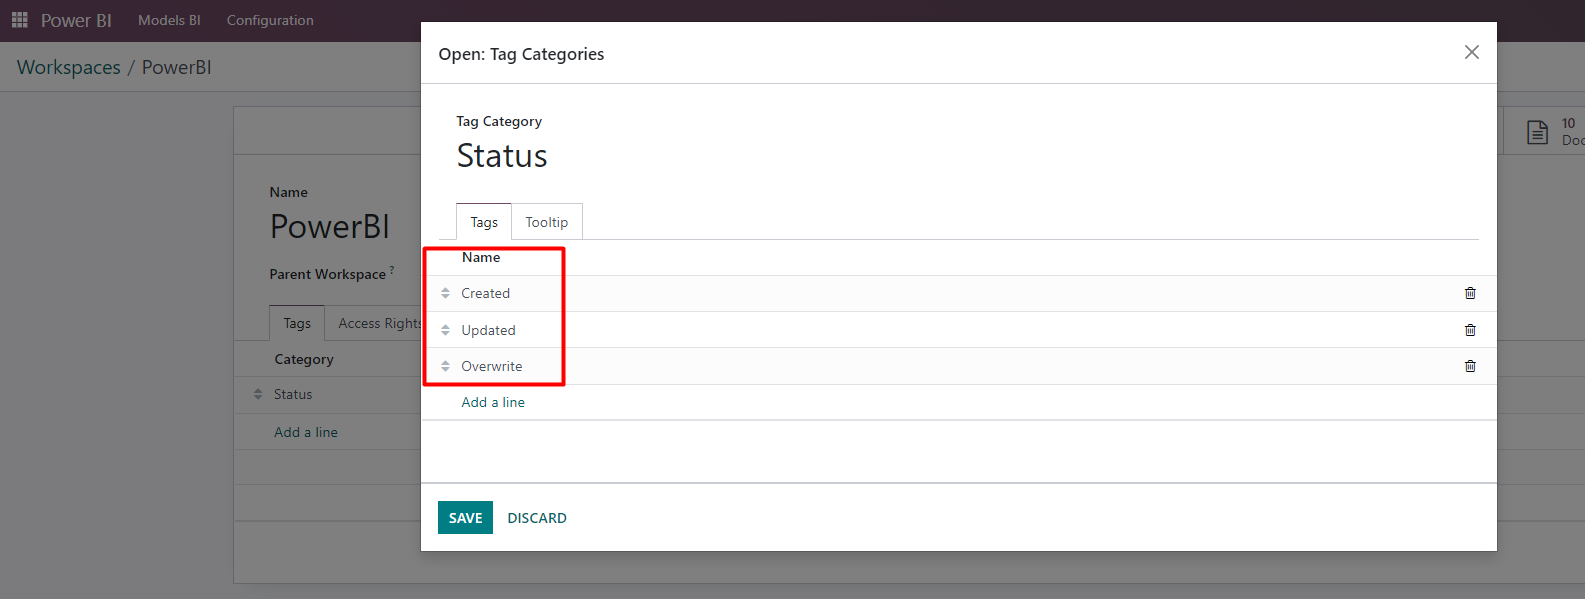 Power BI Models BI Configuration
Workspaces / PowerBI
10
Doc
Name
PowerBI
Parent Workspace ?
Tags Access Rights
Category
Status
Add a line
Open: Tag Categories
Tag Category
Status
Tags Tooltip
Name
Created
Updated
Overwrite
Add a line
SAVE DISCARD